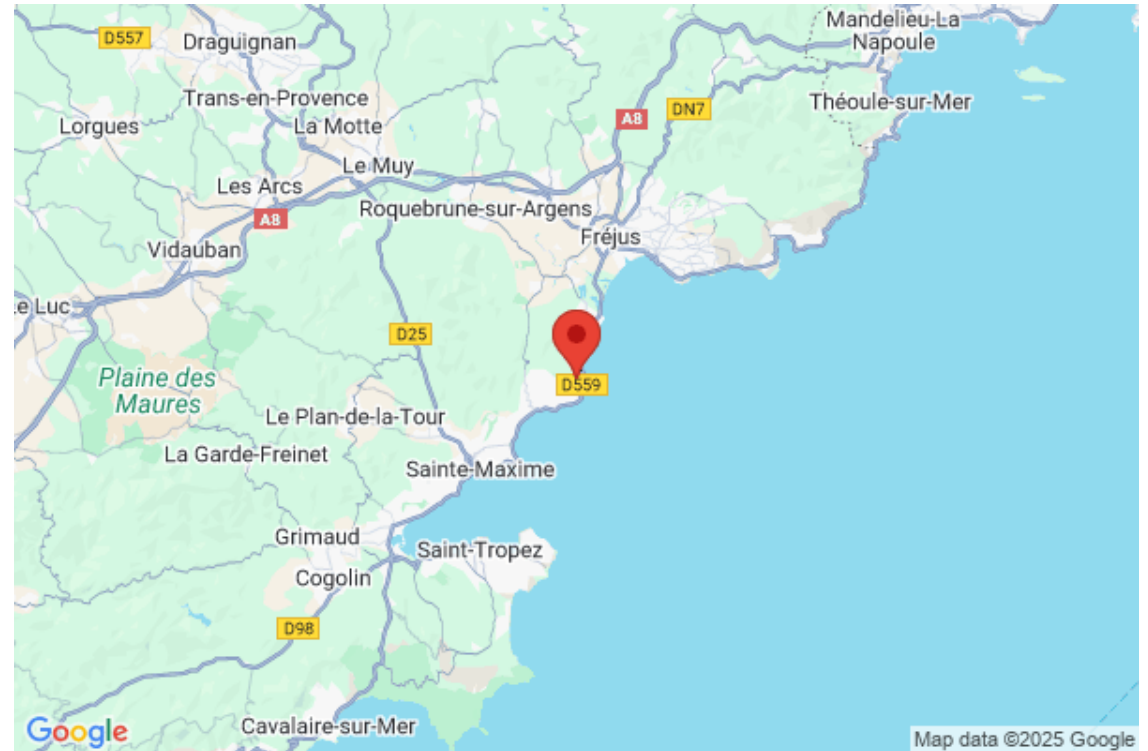 Mandelieu-La
Napoule
D557
Draguignan
Théoule-sur-Mer
Trans-en-Provence
DN7
A8
Lorgues
La Motte
Le Muy
Les Arcs
Roquebrune-sur-Argens
A8
Fréjus
Vidauban
e Luc
D25
Plaine des
Maures
D559
Le Plan-de-la-Tour
La Garde-Freinet
Sainte-Maxime
Grimaud
Saint-Tropez
Cogolin
D98
Cavalaire-sur-Mer
Google
Map data ©2025 Google